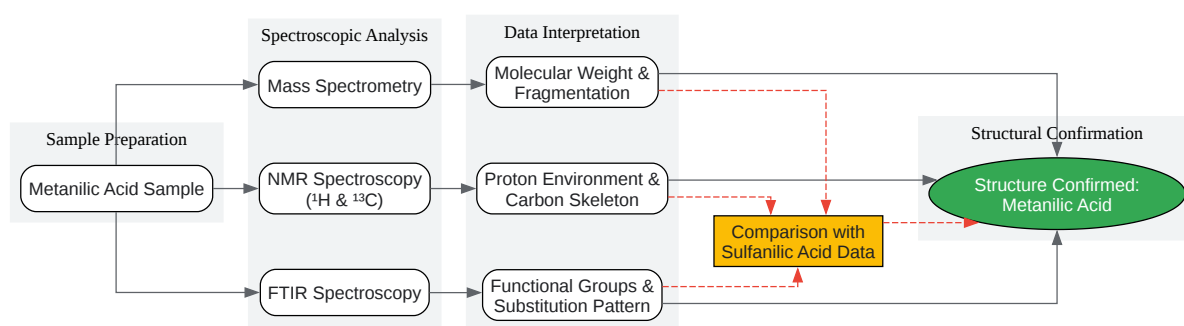 Spectroscopic Analysis
Data Interpretation
Mass Spectrometry
Molecular Weight &
Fragmentation
Sample Preparation
Structural Confirmation
Metanilic Acid Sample
NMR Spectroscopy
(¹H & ¹³C)
Proton Environment &
Carbon Skeleton
Structure Confirmed:
Metanilic Acid
Comparison with
Sulfanilic Acid Data
FTIR Spectroscopy
Functional Groups &
Substitution Pattern